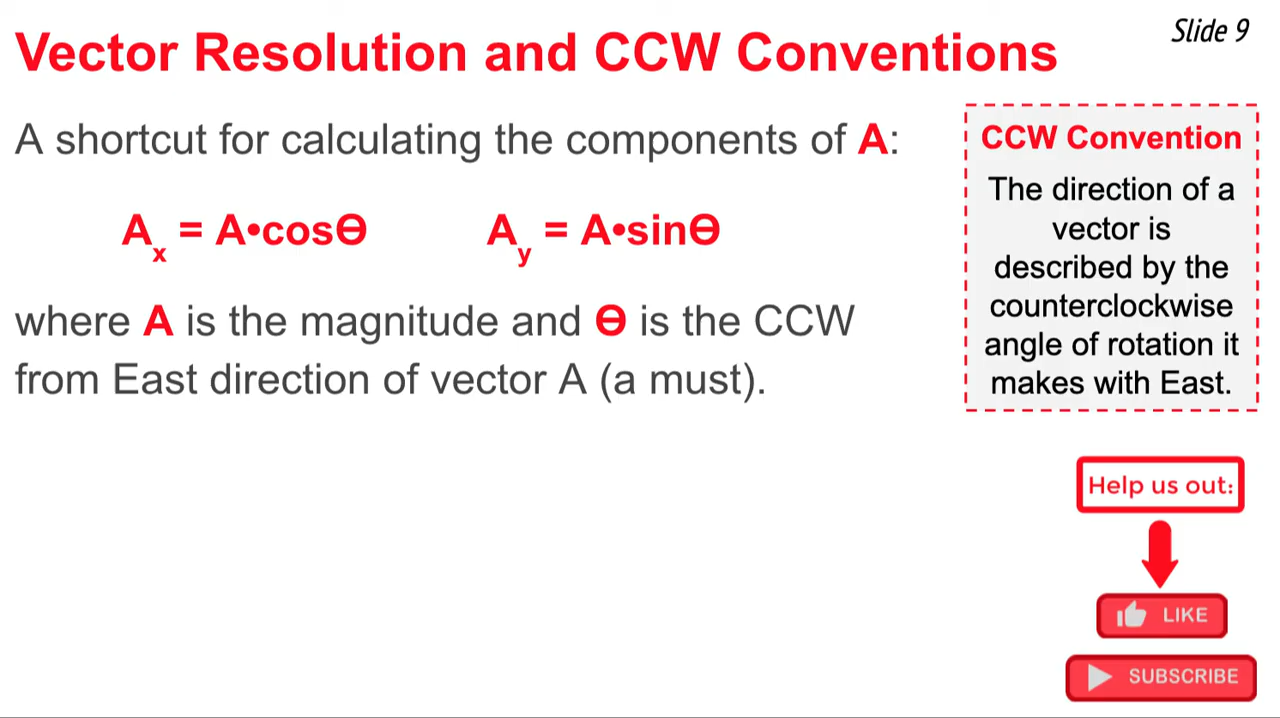 Slide 9
Vector Resolution and CCW Conventions
A shortcut for calculating the components of A:
Ax = A•cosӨ Ay = A•sinӨ
where A is the magnitude and Ө is the CCW
from East direction of vector A (a must).
CCW Convention
The direction of a
vector is
described by the
counterclockwise
angle of rotation it
makes with East.
Help us out:
LIKE
SUBSCRIBE